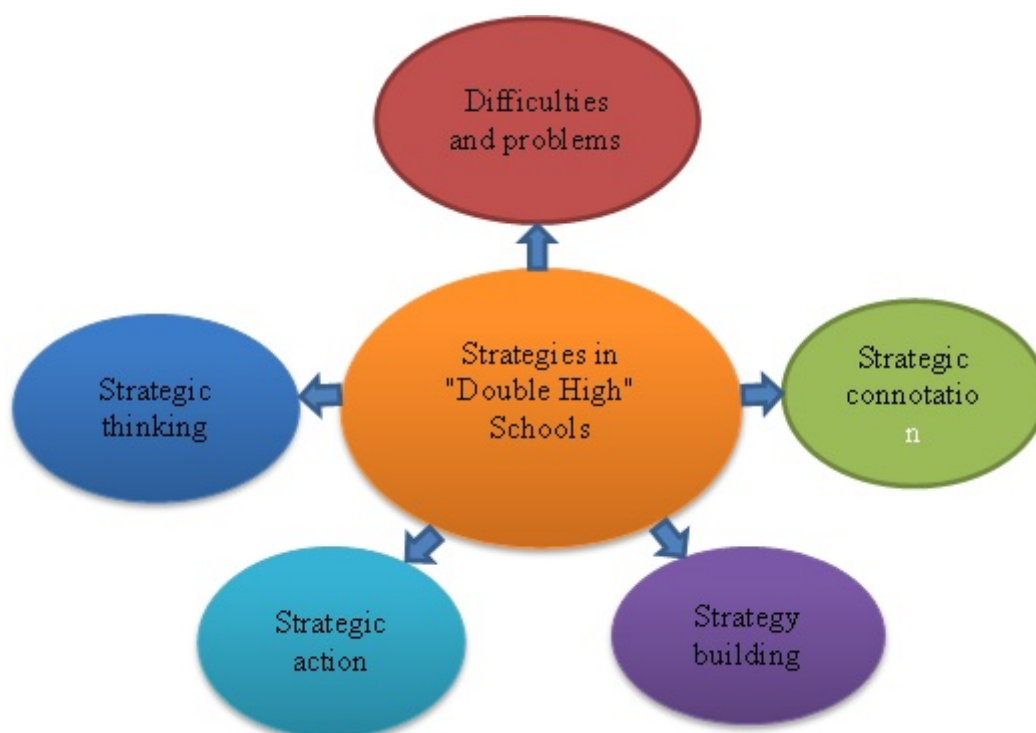 Difficulties
and problems
Strategies in
"Double High"
Schools
Strategic
thinking
Strategic
connotatio
n
Strategic
action
Strategy
building